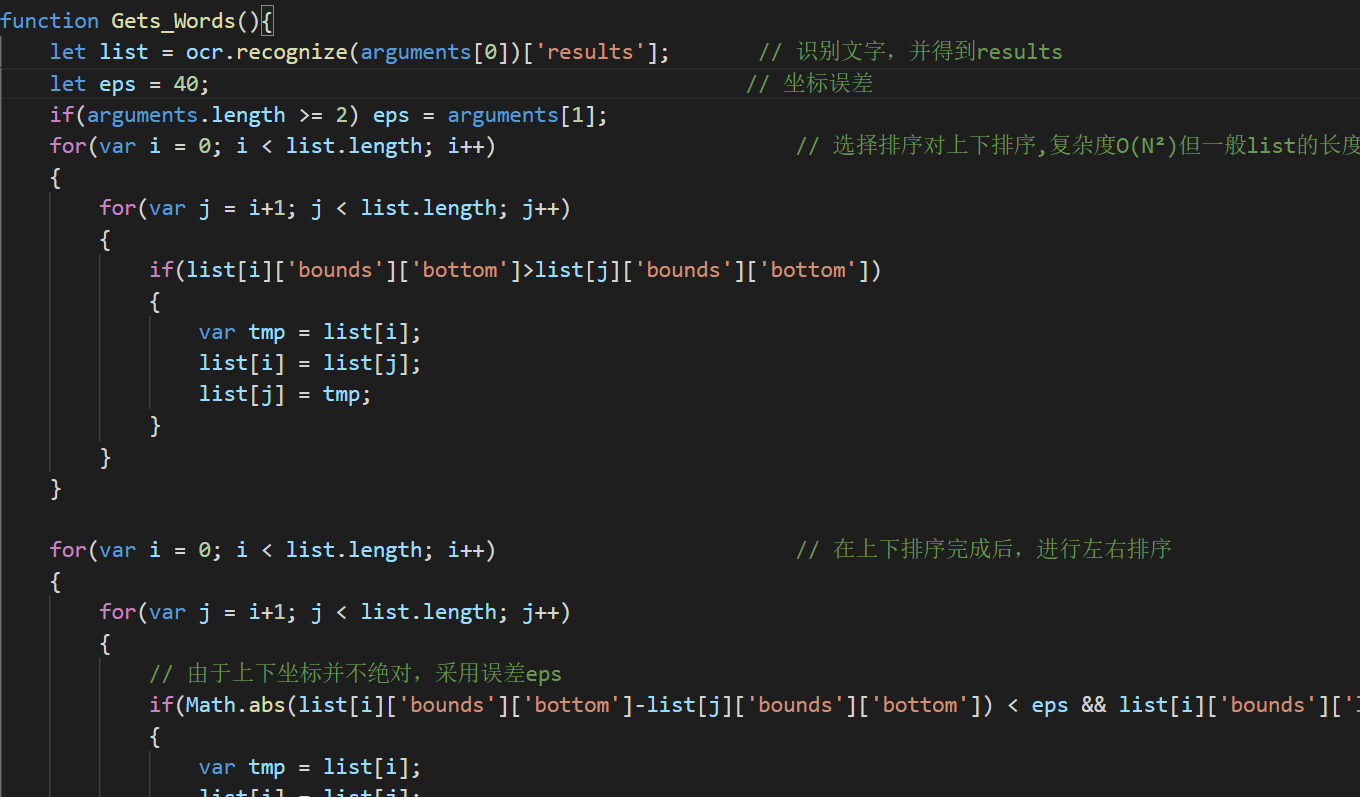 function Gets_Words(){
let list = ocr.recognize(arguments[0])['results']; // 识别文字，并得到results
let eps = 40; // 坐标误差
if(arguments.length >= 2) eps = arguments[1];
for(var i = 0; i < list.length; i++) // 选择排序对上下排序,复杂度O(N²)但一般list的长度
{
for(var j = i+1; j < list.length; j++)
{
if(list[i]['bounds']['bottom']>list[j]['bounds']['bottom'])
{
var tmp = list[i];
list[i] = list[j];
list[j] = tmp;
}
}
}
for(var i = 0; i < list.length; i++) // 在上下排序完成后，进行左右排序
{
for(var j = i+1; j < list.length; j++)
{
// 由于上下坐标并不绝对，采用误差eps
if(Math.abs(list[i]['bounds']['bottom']-list[j]['bounds']['bottom']) < eps && list[i]['bounds']['
{
var tmp = list[i];
list[i] = list[j];